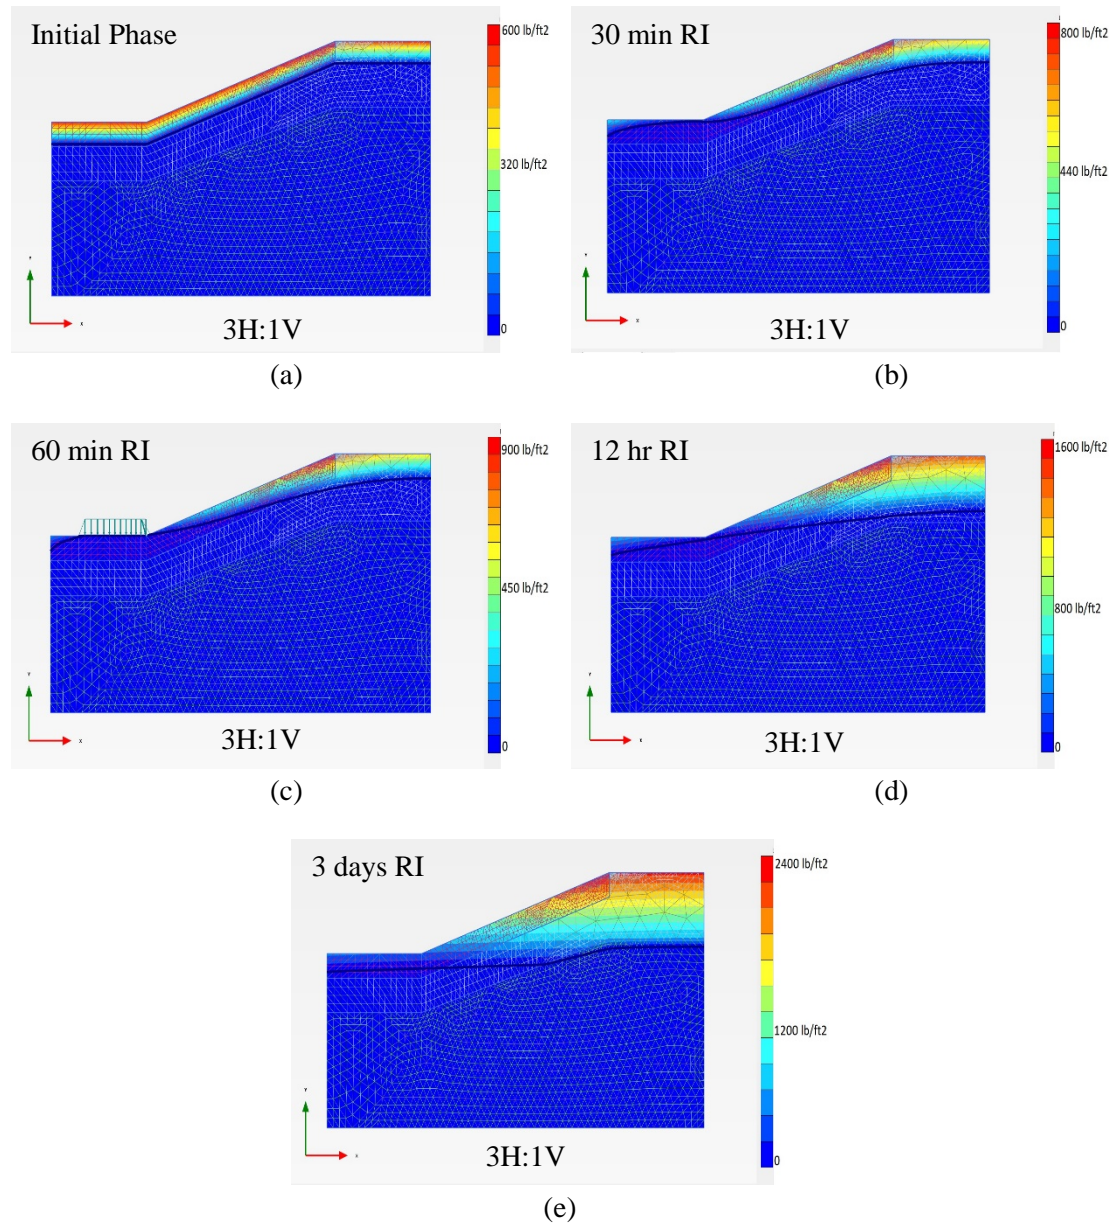 Initial Phase
600 lb/ft2
320 lb/ft2
0
Y
X
3H:1V
(a)
30 min RI
800 lb/ft2
440 lb/ft2
0
Y
X
3H:1V
(b)
60 min RI
900 lb/ft2
450 lb/ft2
0
Y
X
3H:1V
(c)
12 hr RI
1600 lb/ft2
800 lb/ft2
0
Y
X
3H:1V
(d)
3 days RI
2400 lb/ft2
1200 lb/ft2
0
Y
X
3H:1V
(e)